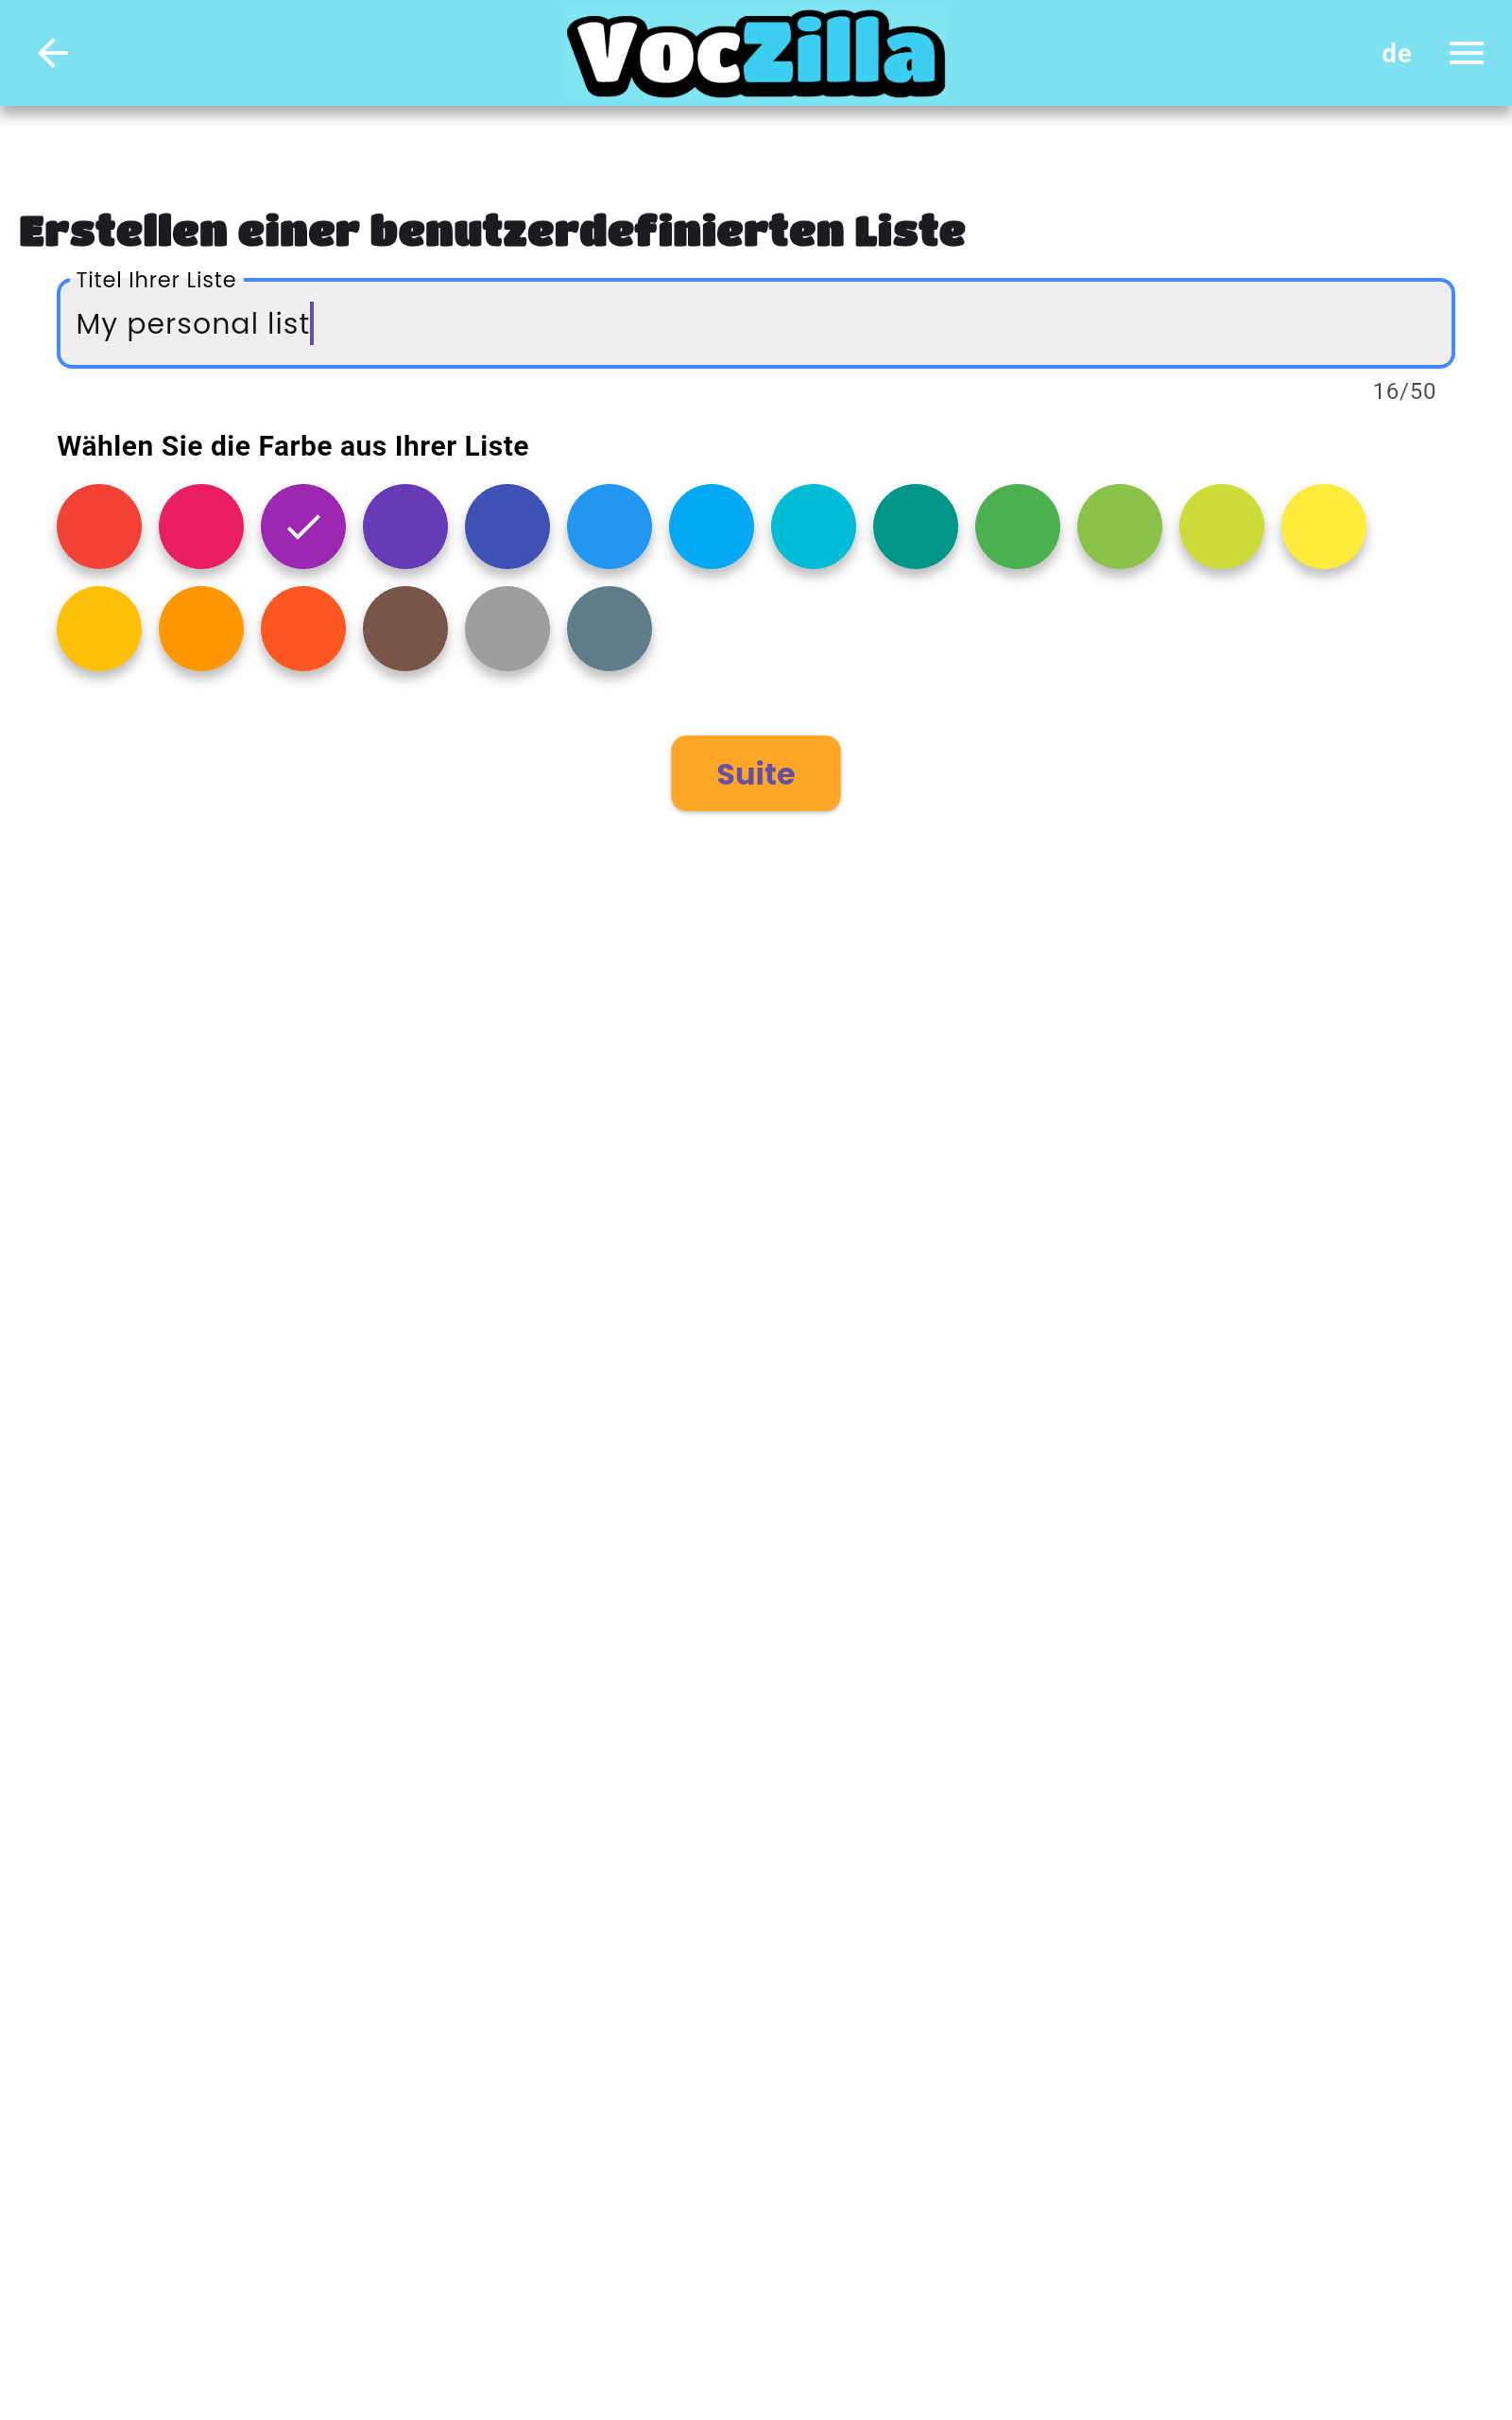 VocZilla
de
Erstellen einer benutzerdefinierten Liste
Titel Ihrer Liste
My personal list
16/50
Wählen Sie die Farbe aus Ihrer Liste
Suite